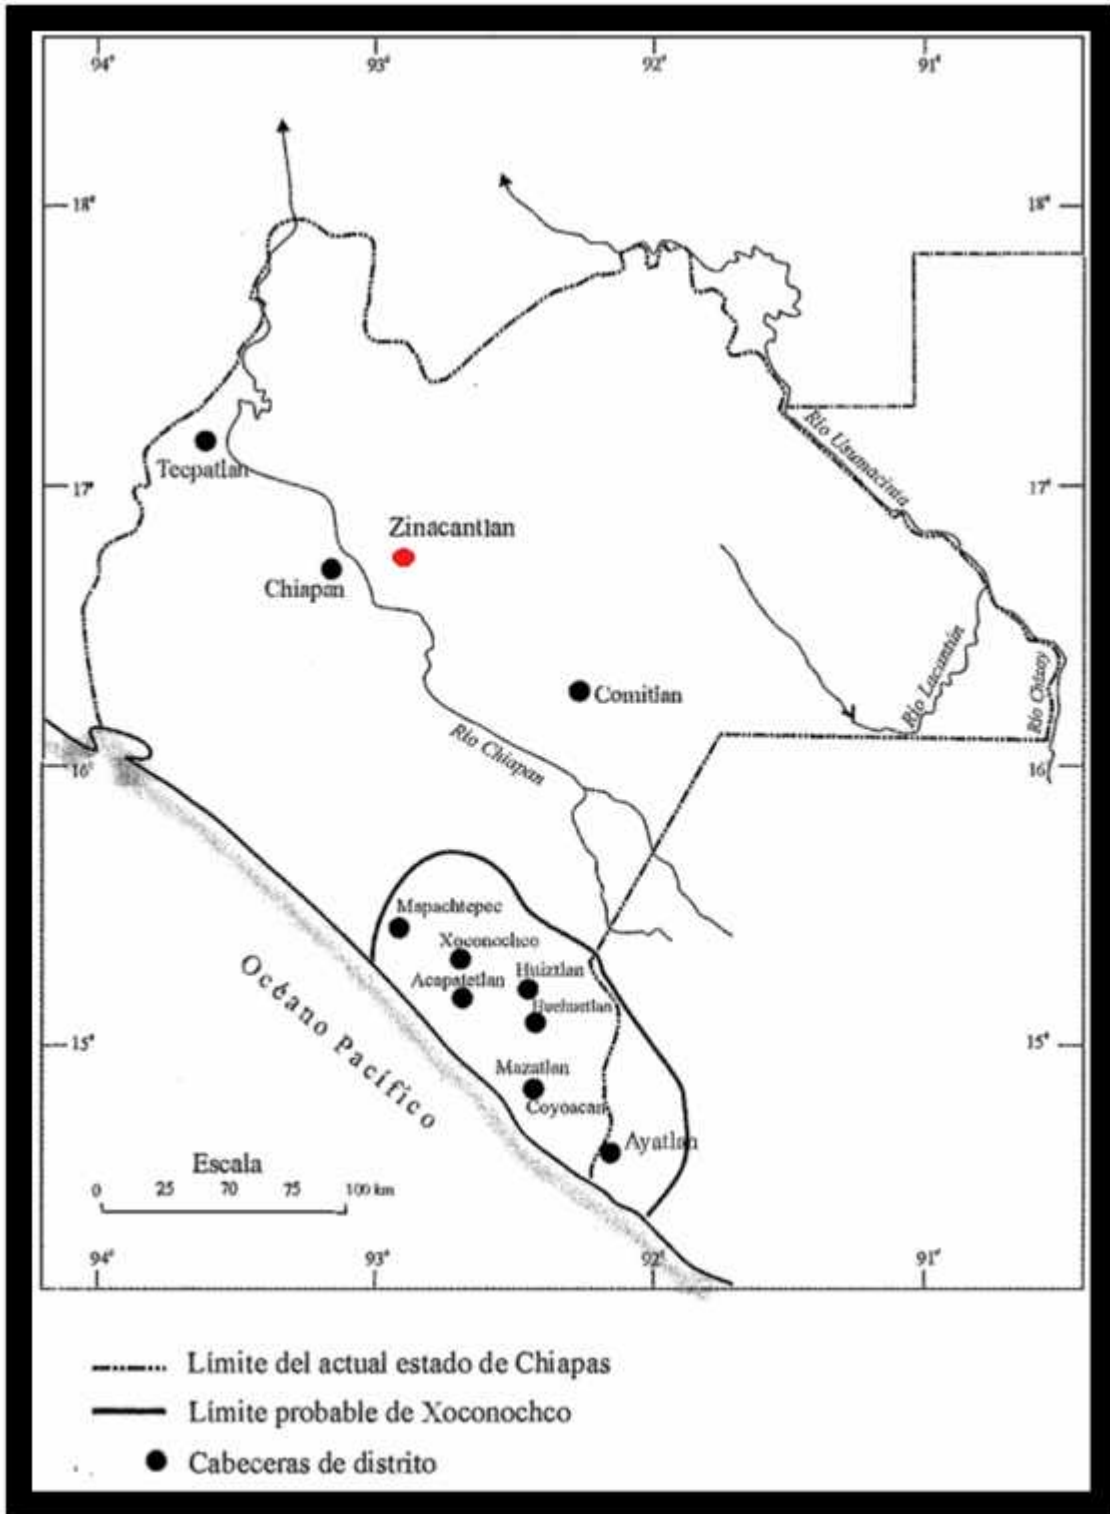 94° 93° 92° 91°
18° 18°
Río Usumacinta
Tecpatlan
17° 17°
Zinacantlan
Chiapan
Río Lacantún
Río Chixoy
Comitlan
Río Chiapan
16° 16°
Mapachtepec
Xoconochco
Acapatetlan
Huiztlan
Huehuetlan
Océano Pacífico
15° 15°
Mazatlan
Coyoacan
Ayatlan
Escala
0 25 70 75 100 km
94° 93° 92° 91°
Límite del actual estado de Chiapas
Límite probable de Xoconochco
Cabeceras de distrito